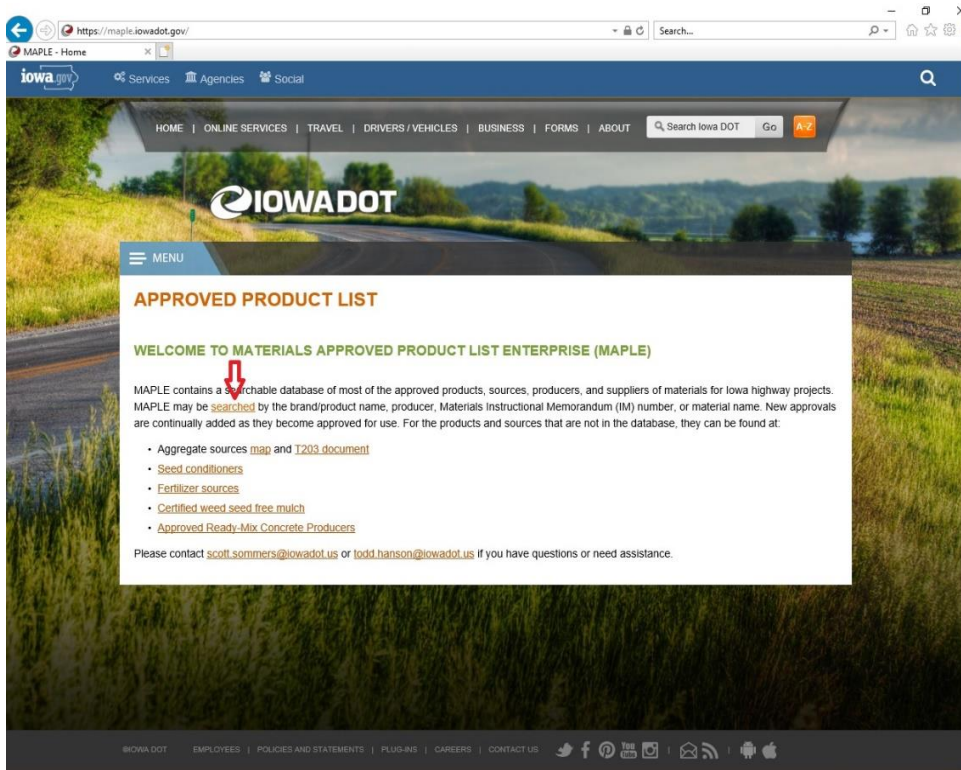 https://maple.iowadot.gov/
Search...
MAPLE - Home
iowa.gov Services Agencies Social
HOME | ONLINE SERVICES | TRAVEL | DRIVERS / VEHICLES | BUSINESS | FORMS | ABOUT Search Iowa DOT Go A-Z
IOWADOT
MENU
APPROVED PRODUCT LIST
WELCOME TO MATERIALS APPROVED PRODUCT LIST ENTERPRISE (MAPLE)
MAPLE contains a searchable database of most of the approved products, sources, producers, and suppliers of materials for Iowa highway projects.
MAPLE may be searched by the brand/product name, producer, Materials Instructional Memorandum (IM) number, or material name. New approvals
are continually added as they become approved for use. For the products and sources that are not in the database, they can be found at:
• Aggregate sources map and T203 document
• Seed conditioners
• Fertilizer sources
• Certified weed seed free mulch
• Approved Ready-Mix Concrete Producers
Please contact scott.sommers@iowadot.us or todd.hanson@iowadot.us if you have questions or need assistance.
©IOWA DOT EMPLOYEES | POLICIES AND STATEMENTS | PLUG-INS | CAREERS | CONTACT US You Tube